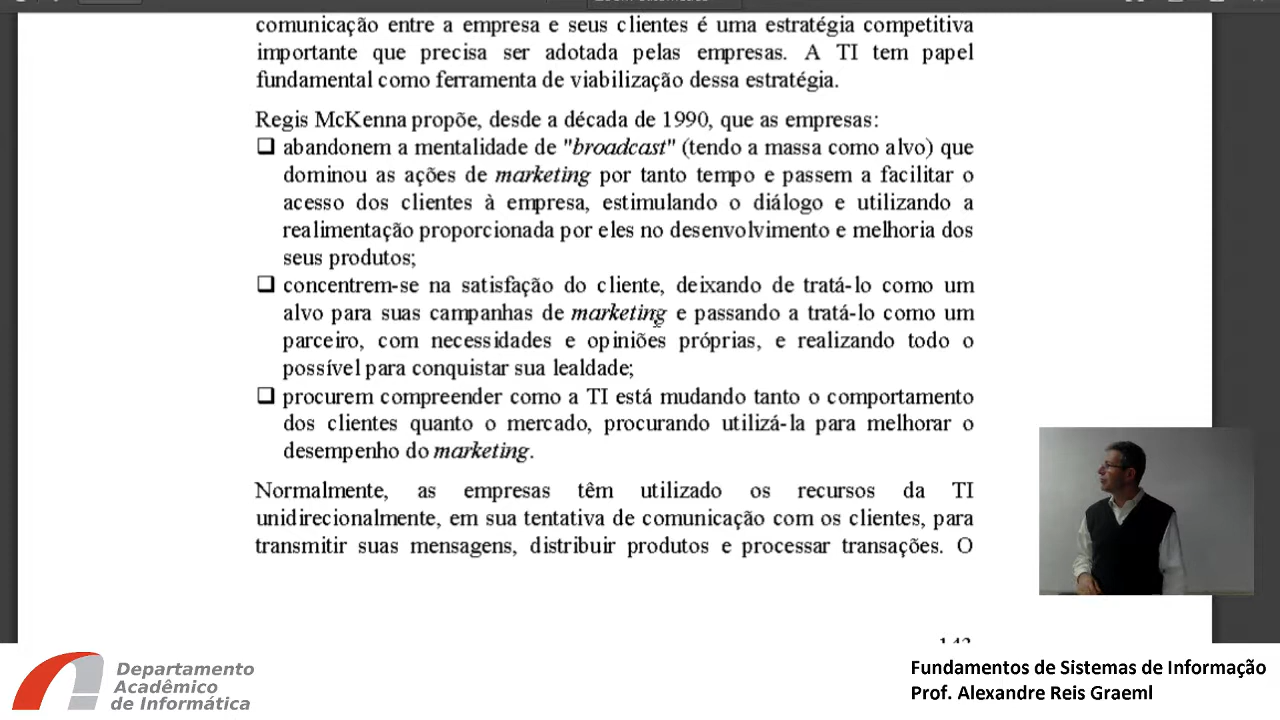 comunicação entre a empresa e seus clientes é uma estratégia competitiva
importante que precisa ser adotada pelas empresas. A TI tem papel
fundamental como ferramenta de viabilização dessa estratégia.
Regis McKenna propõe, desde a década de 1990, que as empresas:
❑ abandonem a mentalidade de "broadcast" (tendo a massa como alvo) que
dominou as ações de marketing por tanto tempo e passem a facilitar o
acesso dos clientes à empresa, estimulando o diálogo e utilizando a
realimentação proporcionada por eles no desenvolvimento e melhoria dos
seus produtos;
❑ concentrem-se na satisfação do cliente, deixando de tratá-lo como um
alvo para suas campanhas de marketing e passando a tratá-lo como um
parceiro, com necessidades e opiniões próprias, e realizando todo o
possível para conquistar sua lealdade;
❑ procurem compreender como a TI está mudando tanto o comportamento
dos clientes quanto o mercado, procurando utilizá-la para melhorar o
desempenho do marketing.
Normalmente, as empresas têm utilizado os recursos da TI
unidirecionalmente, em sua tentativa de comunicação com os clientes, para
transmitir suas mensagens, distribuir produtos e processar transações. O
Departamento
Acadêmico
de Informática
Fundamentos de Sistemas de Informação
Prof. Alexandre Reis Graeml